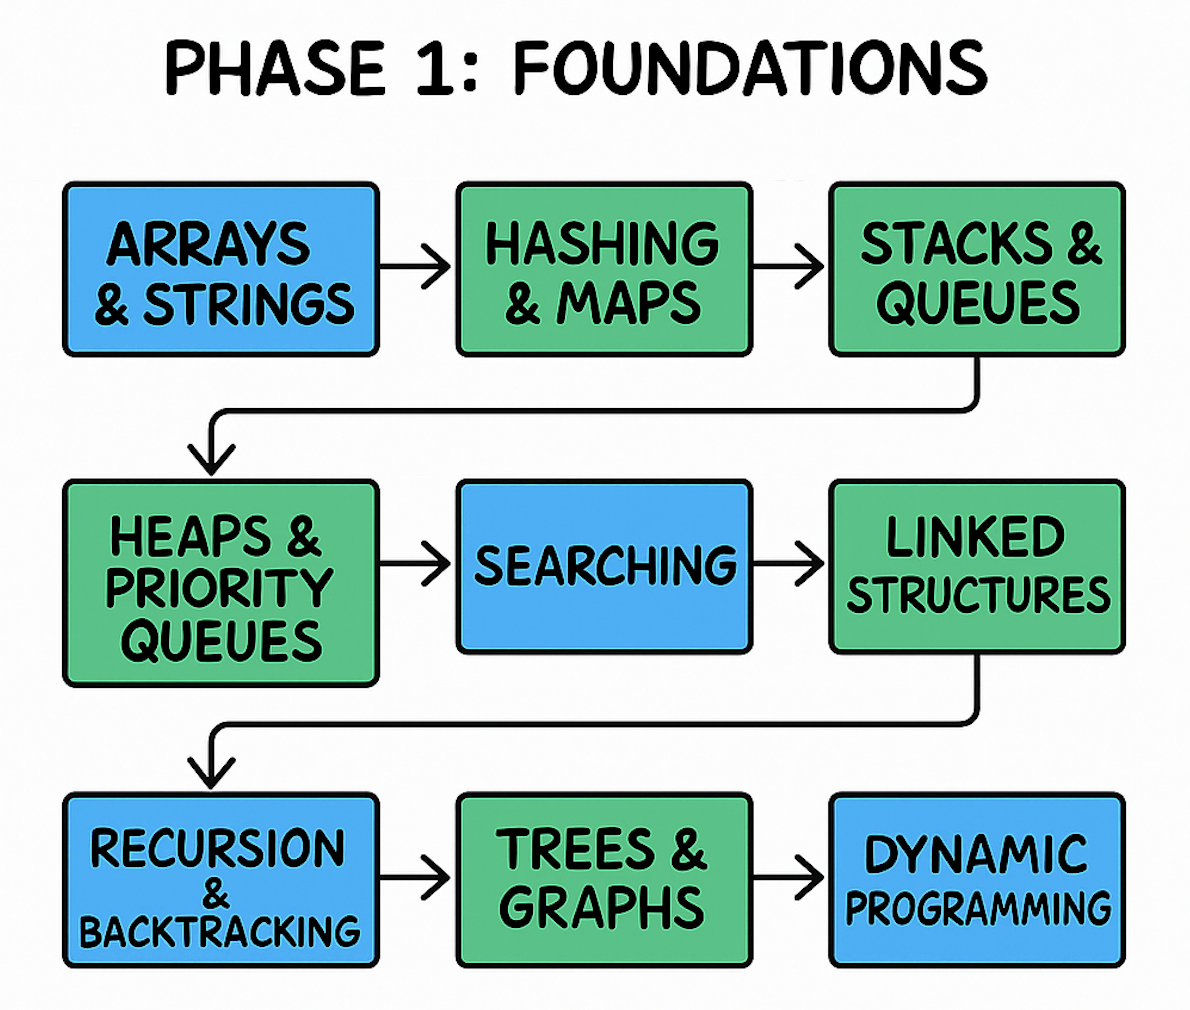 PHASE 1: FOUNDATIONS
ARRAYS
& STRINGS
HASHING
& MAPS
STACKS &
QUEUES
HEAPS &
PRIORITY
QUEUES
SEARCHING
LINKED
STRUCTURES
RECURSION
&
BACKTRACKING
TREES &
GRAPHS
DYNAMIC
PROGRAMMING